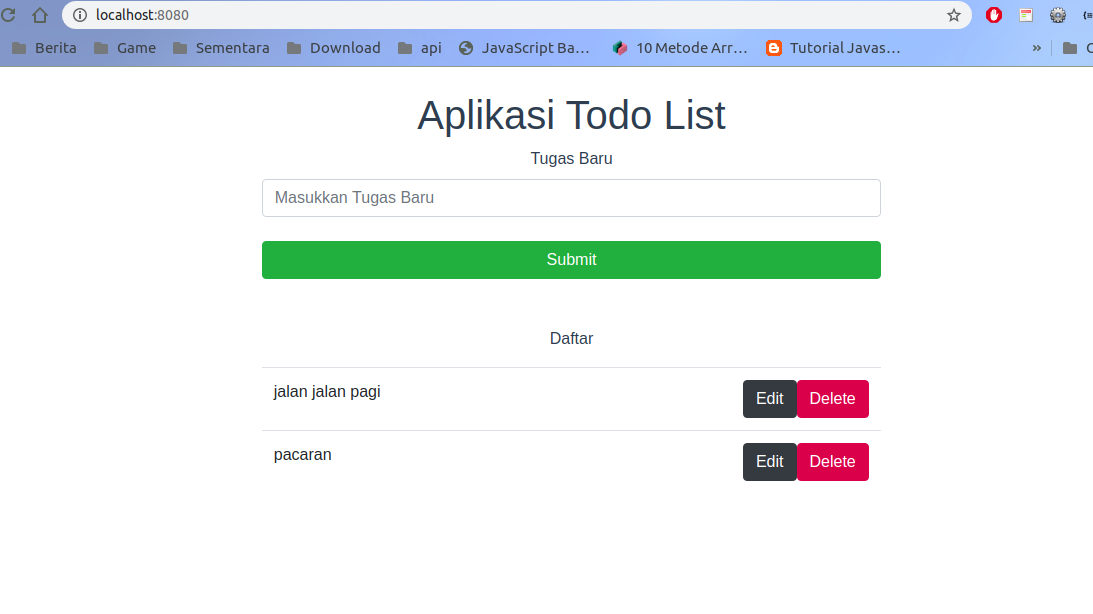 localhost:8080
Berita Game Sementara Download api JavaScript Ba... 10 Metode Arr... Tutorial Javas... »
Aplikasi Todo List
Tugas Baru
Masukkan Tugas Baru
Submit
Daftar
jalan jalan pagi Edit Delete
pacaran Edit Delete